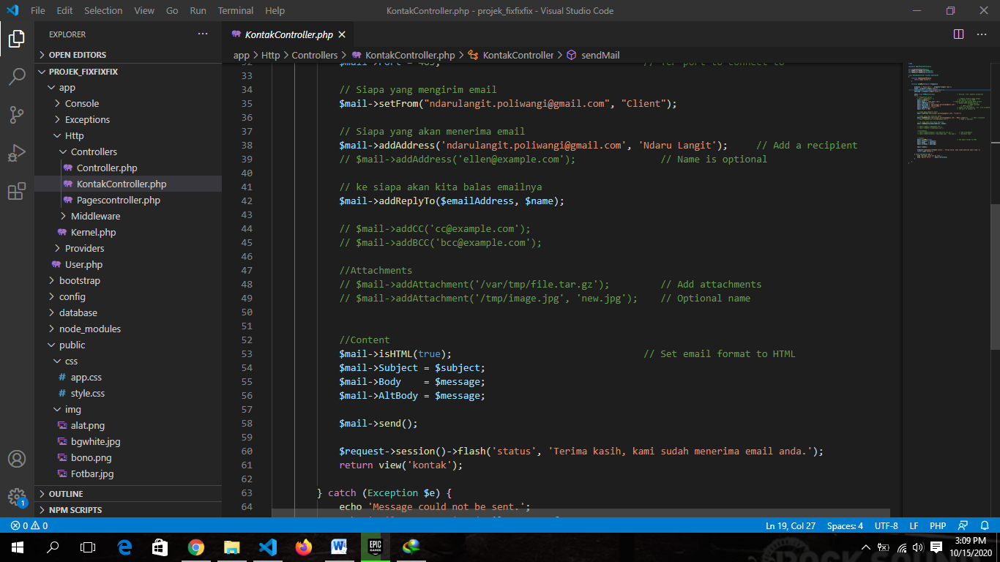 File Edit Selection View Go Run Terminal Help KontakController.php - projek_fixfixfix - Visual Studio Code
EXPLORER
OPEN EDITORS
PROJEK_FIXFIXFIX
app
Console
Exceptions
Http
Controllers
Controller.php
KontakController.php
Pagescontroller.php
Middleware
Kernel.php
Providers
User.php
bootstrap
config
database
node_modules
public
css
# app.css
# style.css
img
alat.png
bgwhite.jpg
bono.png
Fotbar.jpg
OUTLINE
NPM SCRIPTS
KontakController.php
app > Http > Controllers > KontakController.php > KontakController > sendMail
32 $mail->Port = 465; // TCP port to connect to
33
34 // Siapa yang mengirim email
35 $mail->setFrom("ndarulangit.poliwangi@gmail.com", "Client");
36
37 // Siapa yang akan menerima email
38 $mail->addAddress('ndarulangit.poliwangi@gmail.com', 'Ndaru Langit'); // Add a recipient
39 // $mail->addAddress('ellen@example.com'); // Name is optional
40
41 // ke siapa akan kita balas emailnya
42 $mail->addReplyTo($emailAddress, $name);
43
44 // $mail->addCC('cc@example.com');
45 // $mail->addBCC('bcc@example.com');
46
47 //Attachments
48 // $mail->addAttachment('/var/tmp/file.tar.gz'); // Add attachments
49 // $mail->addAttachment('/tmp/image.jpg', 'new.jpg'); // Optional name
50
51
52 //Content
53 $mail->isHTML(true); // Set email format to HTML
54 $mail->Subject = $subject;
55 $mail->Body = $message;
56 $mail->AltBody = $message;
57
58 $mail->send();
59
60 $request->session()->flash('status', 'Terima kasih, kami sudah menerima email anda.');
61 return view('kontak');
62
63 } catch (Exception $e) {
64 echo 'Message could not be sent.';
1
0 0 Ln 19, Col 27 Spaces: 4 UTF-8 LF PHP
EPIC GAMES
3:09 PM
10/15/2020